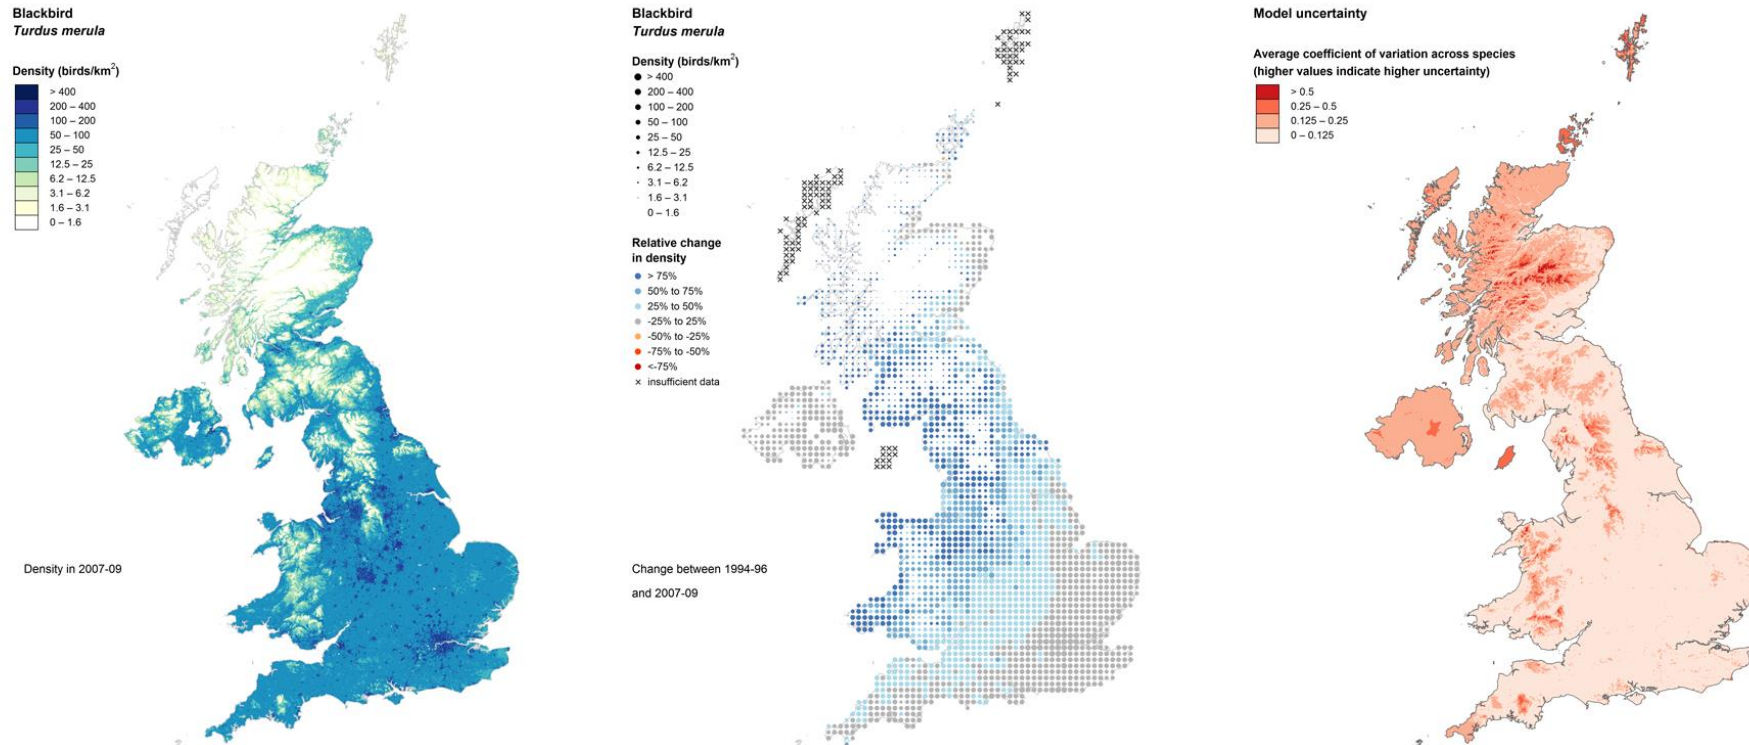 Blackbird
Turdus merula
Density (birds/km²)
> 400
200 – 400
100 – 200
50 – 100
25 – 50
12.5 – 25
6.2 – 12.5
3.1 – 6.2
1.6 – 3.1
0 – 1.6
Density in 2007-09
Blackbird
Turdus merula
Density (birds/km²)
> 400
200 – 400
100 – 200
50 – 100
25 – 50
12.5 – 25
6.2 – 12.5
3.1 – 6.2
1.6 – 3.1
0 – 1.6
Relative change
in density
> 75%
50% to 75%
25% to 50%
-25% to 25%
-50% to -25%
-75% to -50%
<-75%
× insufficient data
Change between 1994-96
and 2007-09
Model uncertainty
Average coefficient of variation across species
(higher values indicate higher uncertainty)
> 0.5
0.25 – 0.5
0.125 – 0.25
0 – 0.125